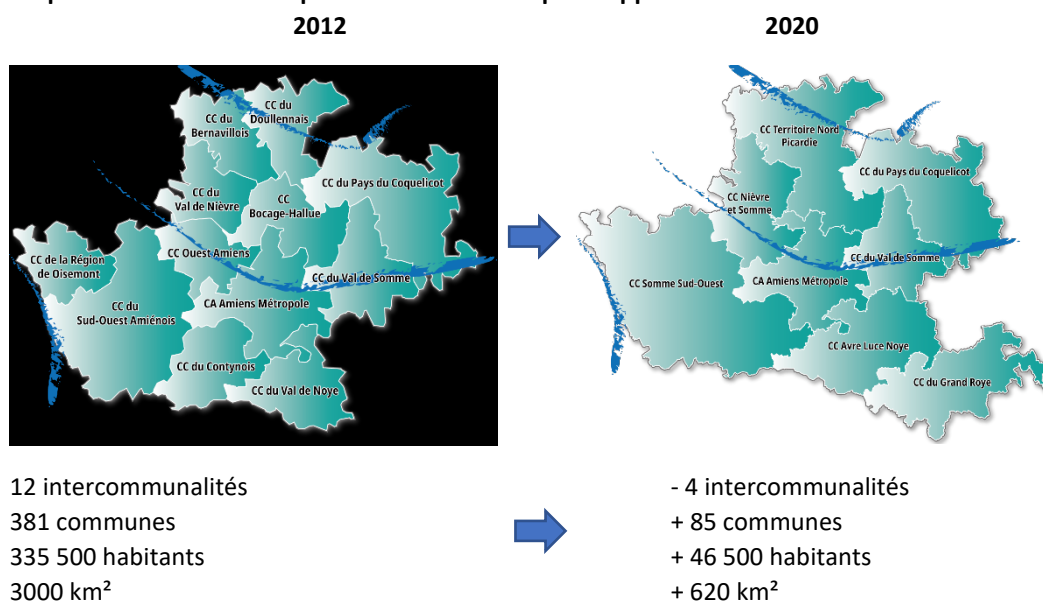 2012
2020
CC du
Doullennais
CC du
Bernavillois
CC du Pays du Coquelicot
CC du
Val de Nièvre
CC
Bocage-Hallue
CC Ouest Amiens
CC de la Région
de Oisemont
CC du Val de Somme
CA Amiens Métropole
CC du
Sud-Ouest Amiénois
CC du Contynois
CC du Val de Noye
CC Territoire Nord
Picardie
CC du Pays du Coquelicot
CC Nièvre
et Somme
CC du Val de Somme
CC Somme Sud-Ouest
CA Amiens Métropole
CC Avre Luce Noye
CC du Grand Roye
12 intercommunalités
381 communes
335 500 habitants
3000 km²
- 4 intercommunalités
+ 85 communes
+ 46 500 habitants
+ 620 km²